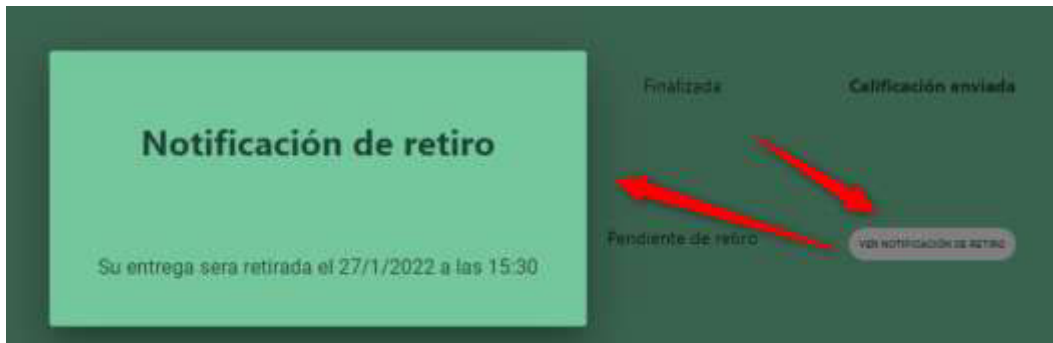 Finalizada
Calificación enviada
Notificación de retiro
Pendiente de retiro
VER NOTIFICACIÓN DE RETIRO
Su entrega sera retirada el 27/1/2022 a las 15:30